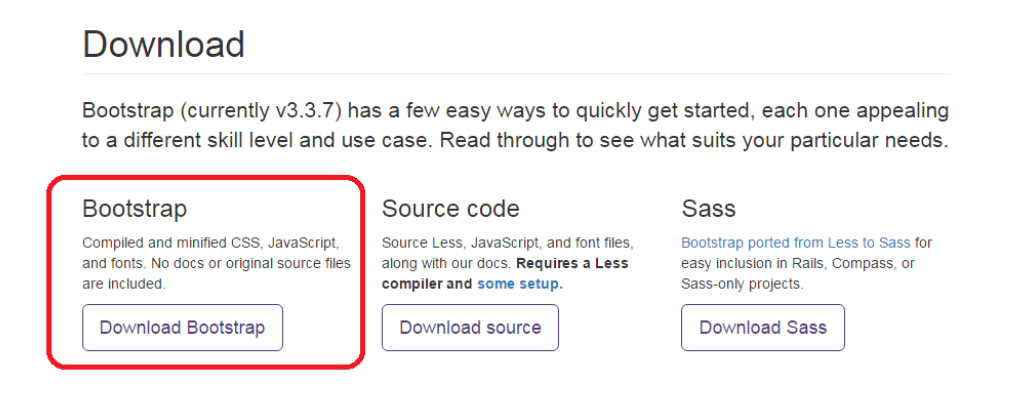 Download
Bootstrap (currently v3.3.7) has a few easy ways to quickly get started, each one appealing
to a different skill level and use case. Read through to see what suits your particular needs.
Bootstrap
Compiled and minified CSS, JavaScript,
and fonts. No docs or original source files
are included.
Download Bootstrap
Source code
Source Less, JavaScript, and font files,
along with our docs. Requires a Less
compiler and some setup.
Download source
Sass
Bootstrap ported from Less to Sass for
easy inclusion in Rails, Compass, or
Sass-only projects.
Download Sass